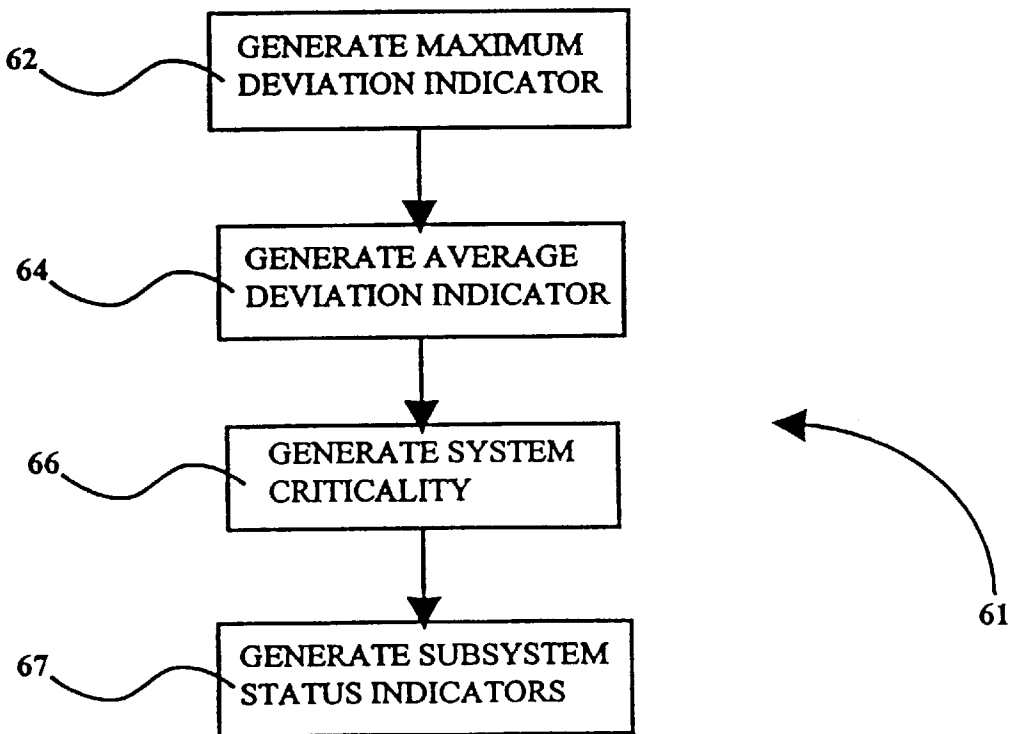 62
GENERATE MAXIMUM
DEVIATION INDICATOR
64
GENERATE AVERAGE
DEVIATION INDICATOR
66
GENERATE SYSTEM
CRITICALITY
61
67
GENERATE SUBSYSTEM
STATUS INDICATORS